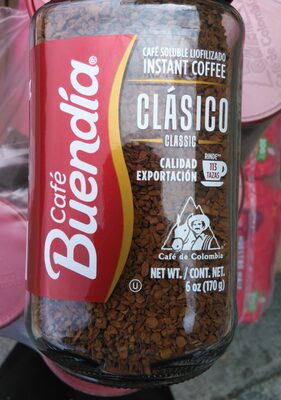 CAFÉ SOLUBLE LIOFILIZADO
INSTANT COFFEE
CLÁSICO
CLASSIC
CALIDAD
EXPORTACIÓN
RINDE
113
TAZAS
Café
Buendía®
Café de Colombia
NET WT. / CONT. NET.
6 oz (170 g)
U